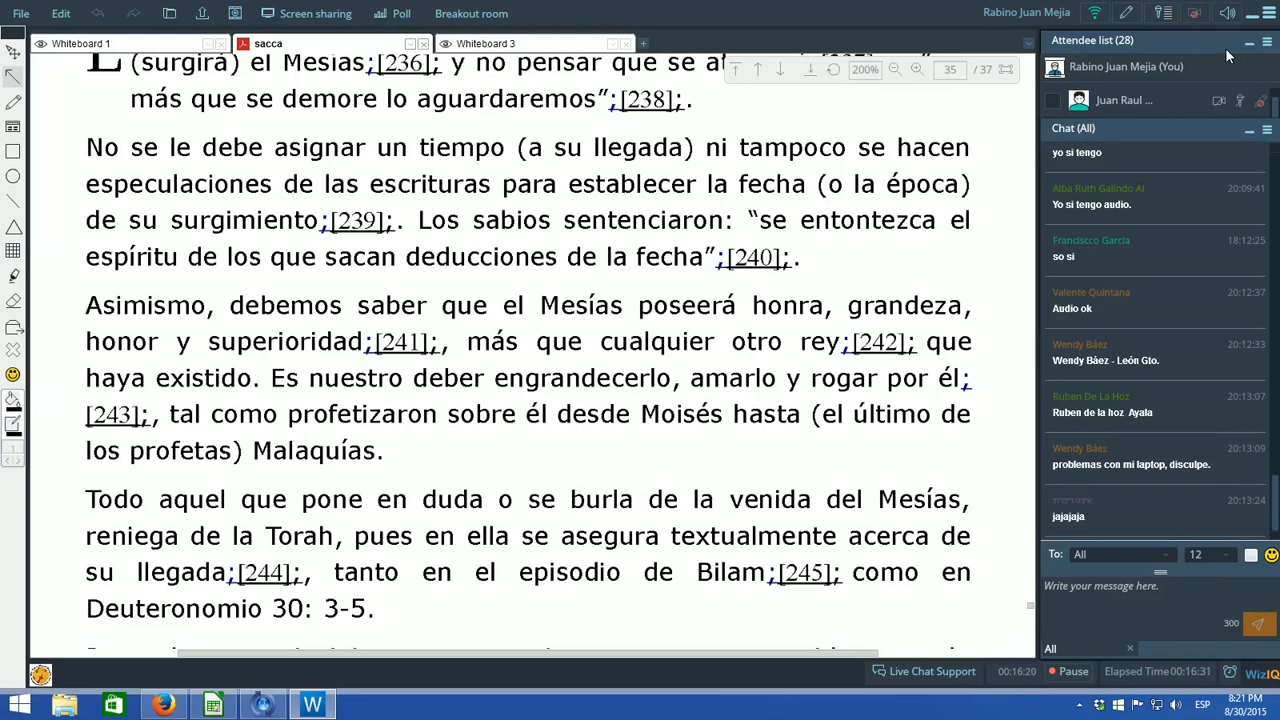 File Edit Screen sharing Poll Breakout room Rabino Juan Mejia
Whiteboard 1 sacca Whiteboard 3
Attendee list (28)
Rabino Juan Mejia (You)
Juan Raul ...
200% 35 / 37
(surgirá) el Mesías;[236]; y no pensar que se
más que se demore lo aguardaremos”;[238];.
No se le debe asignar un tiempo (a su llegada) ni tampoco se hacen
especulaciones de las escrituras para establecer la fecha (o la época)
de su surgimiento;[239];. Los sabios sentenciaron: “se entontezca el
espíritu de los que sacan deducciones de la fecha”;[240];.
Asimismo, debemos saber que el Mesías poseerá honra, grandeza,
honor y superioridad;[241];, más que cualquier otro rey;[242]; que
haya existido. Es nuestro deber engrandecerlo, amarlo y rogar por él;
[243];, tal como profetizaron sobre él desde Moisés hasta (el último de
los profetas) Malaquías.
Todo aquel que pone en duda o se burla de la venida del Mesías,
reniega de la Torah, pues en ella se asegura textualmente acerca de
su llegada;[244];, tanto en el episodio de Bilam;[245]; como en
Deuteronomio 30: 3-5.
Chat (All)
yo si tengo
Alba Ruth Galindo Al 20:09:41
Yo si tengo audio.
Franciscco Garcia 18:12:25
so si
Valente Quintana 20:12:37
Audio ok
Wendy Báez 20:12:33
Wendy Báez - León Gto.
Ruben De La Hoz 20:13:07
Ruben de la hoz Ayala
Wendy Báez 20:13:09
problemas con mi laptop, disculpe.
20:13:24
jajajaja
To: All 12
Write your message here.
300
All
Live Chat Support 00:16:20 Pause Elapsed Time 00:16:31 WizIQ
ESP 8:21 PM
8/30/2015